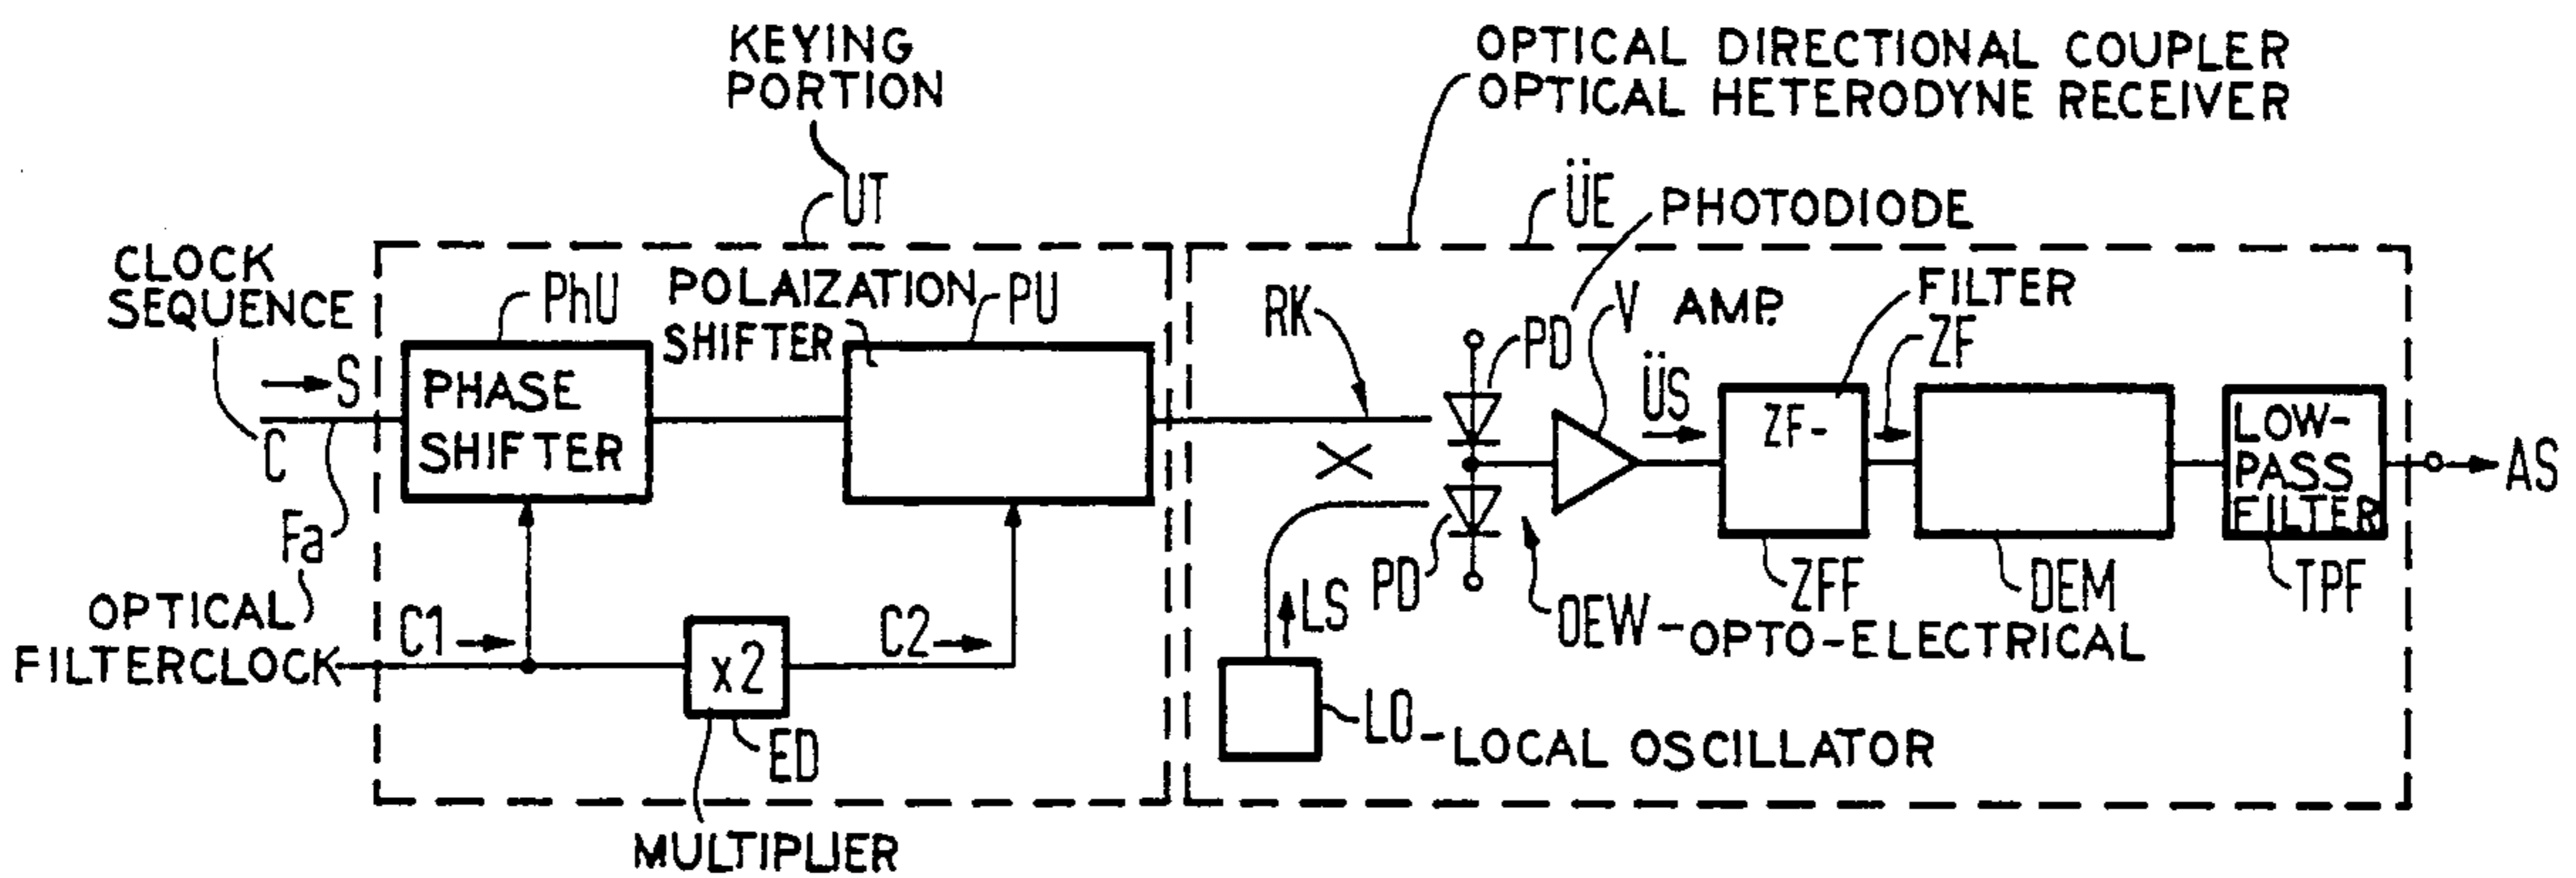 KEYING
PORTION
OPTICAL DIRECTIONAL COUPLER
OPTICAL HETERODYNE RECEIVER
UT
ÜE
PHOTODIODE
CLOCK
SEQUENCE
PhU
POLAIZATION
SHIFTER
PU
RK
PD
V
AMP.
FILTER
ZF
S
C
PHASE
SHIFTER
ÜS
ZF-
LOW-
PASS
FILTER
AS
Fa
OPTICAL
FILTERCLOCK
C1
x2
C2
LS
PD
OEW-OPTO-ELECTRICAL
ZFF
DEM
TPF
ED
LO-LOCAL OSCILLATOR
MULTIPLIER